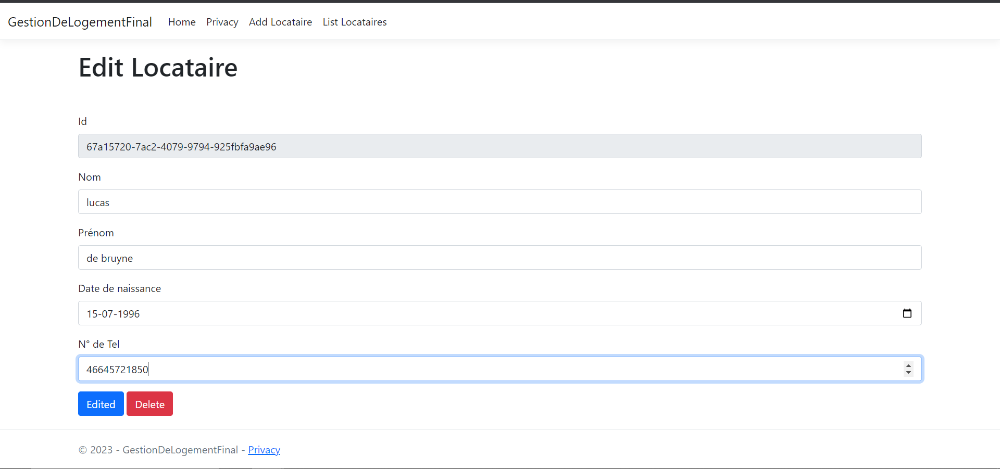 GestionDeLogementFinal Home Privacy Add Locataire List Locataires
Edit Locataire
Id
67a15720-7ac2-4079-9794-925fbfa9ae96
Nom
lucas
Prénom
de bruyne
Date de naissance
15-07-1996
N° de Tel
46645721850
Edited Delete
© 2023 - GestionDeLogementFinal - Privacy